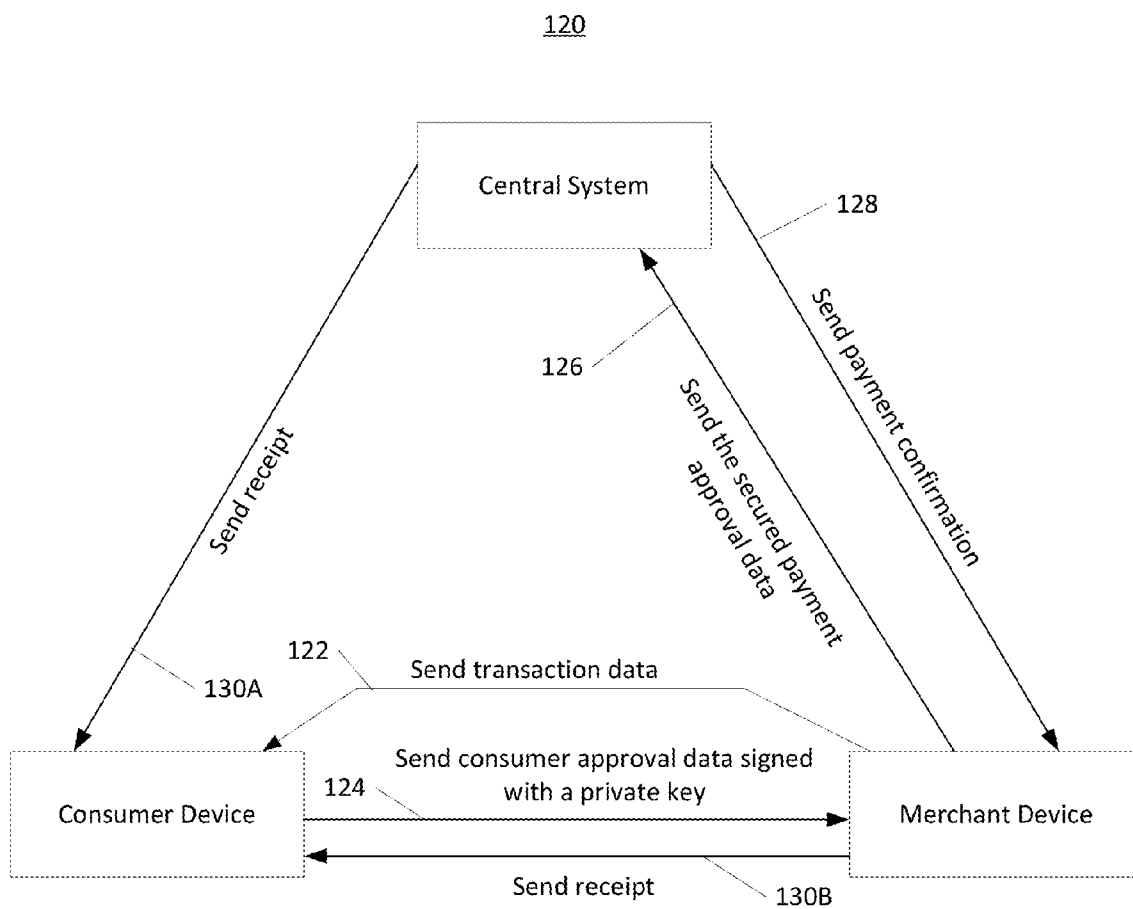 120
Central System
128
126
Send payment confirmation
Send the secured payment
approval data
Send receipt
122
130A
Send transaction data
Send consumer approval data signed
with a private key
124
Consumer Device
Merchant Device
Send receipt
130B